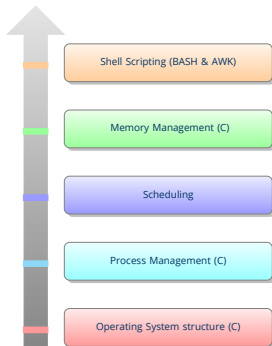 Shell Scripting (BASH & AWK)
Memory Management (C)
Scheduling
Process Management (C)
Operating System structure (C)